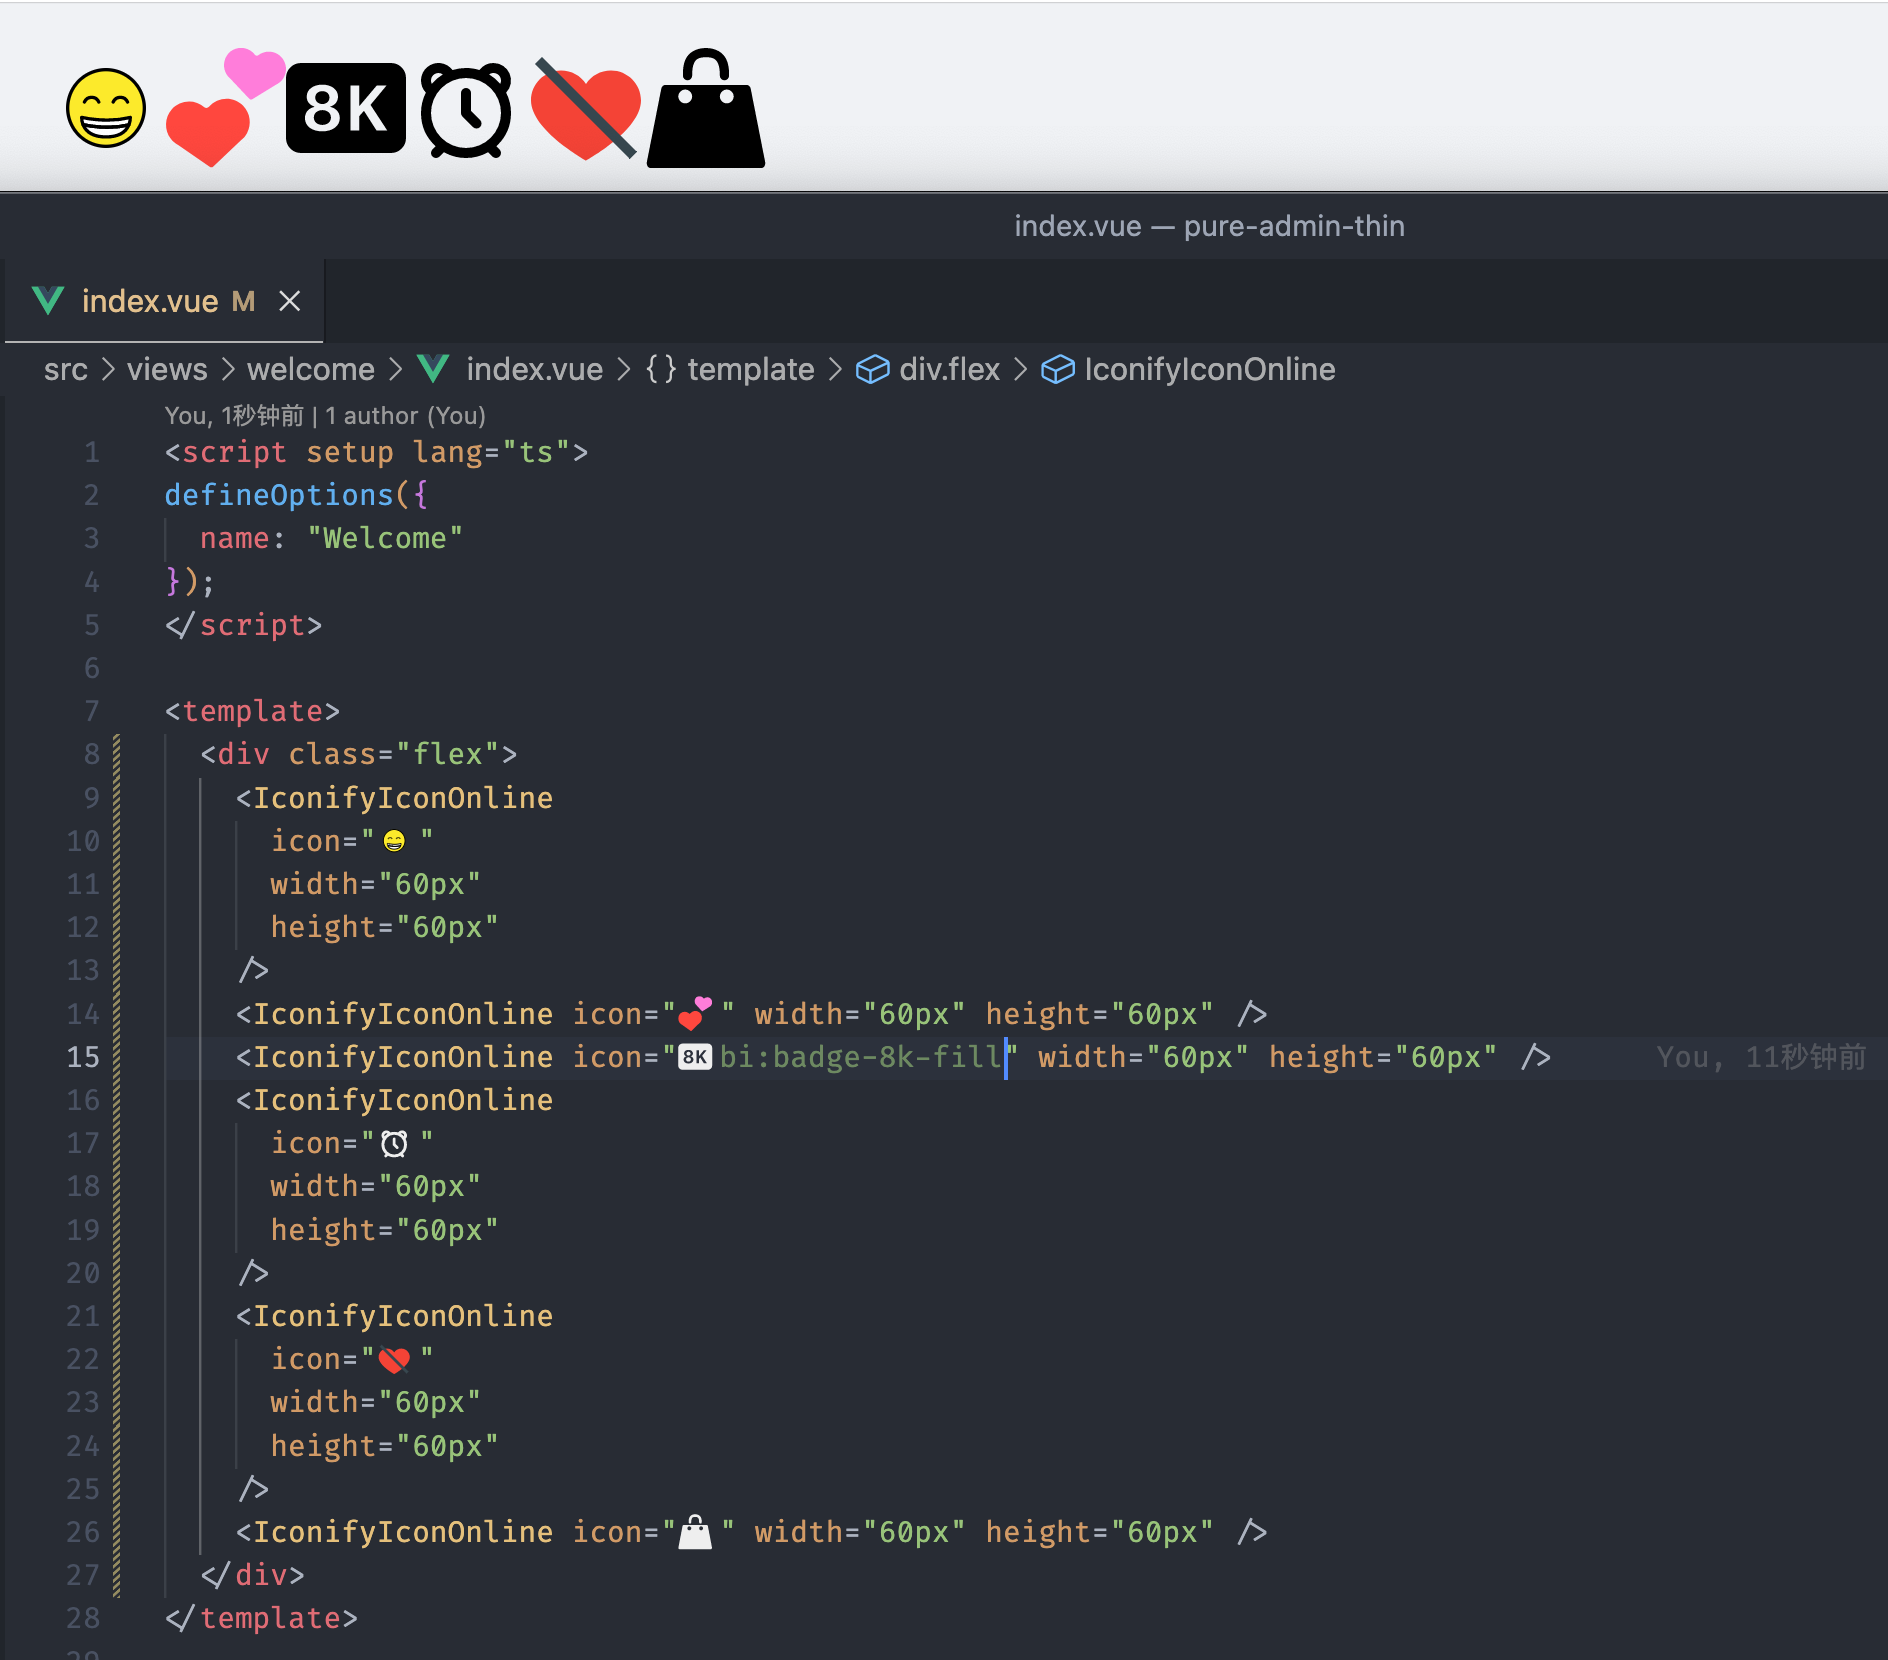 8K
index.vue — pure-admin-thin
index.vue M
src > views > welcome > index.vue > {} template > div.flex > IconifyIconOnline
You, 1秒钟前 | 1 author (You)
1 <script setup lang="ts">
2 defineOptions({
3 name: "Welcome"
4 });
5 </script>
6
7 <template>
8 <div class="flex">
9 <IconifyIconOnline
10 icon="😁 "
11 width="60px"
12 height="60px"
13 />
14 <IconifyIconOnline icon="💕 " width="60px" height="60px" />
15 <IconifyIconOnline icon="8K bi:badge-8k-fill" width="60px" height="60px" /> You, 11秒钟前
16 <IconifyIconOnline
17 icon=" "
18 width="60px"
19 height="60px"
20 />
21 <IconifyIconOnline
22 icon=" "
23 width="60px"
24 height="60px"
25 />
26 <IconifyIconOnline icon=" " width="60px" height="60px" />
27 </div>
28 </template>
29